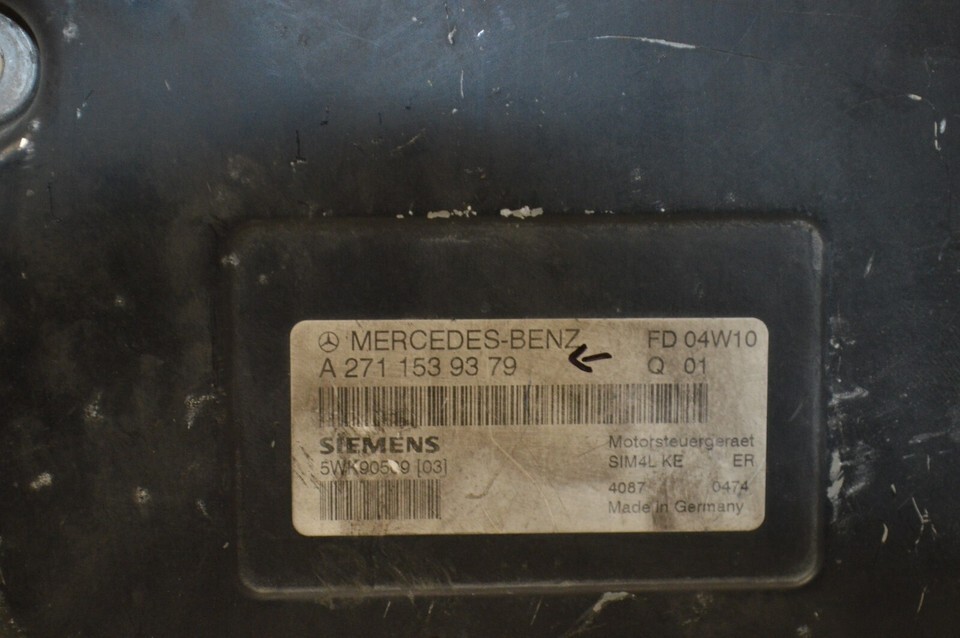 MERCEDES-BENZ FD 04W10
A 271 153 93 79 Q 01
SIEMENS Motorsteuergeraet
[03] SIM4L KE ER
4087 0474
Made in Germany